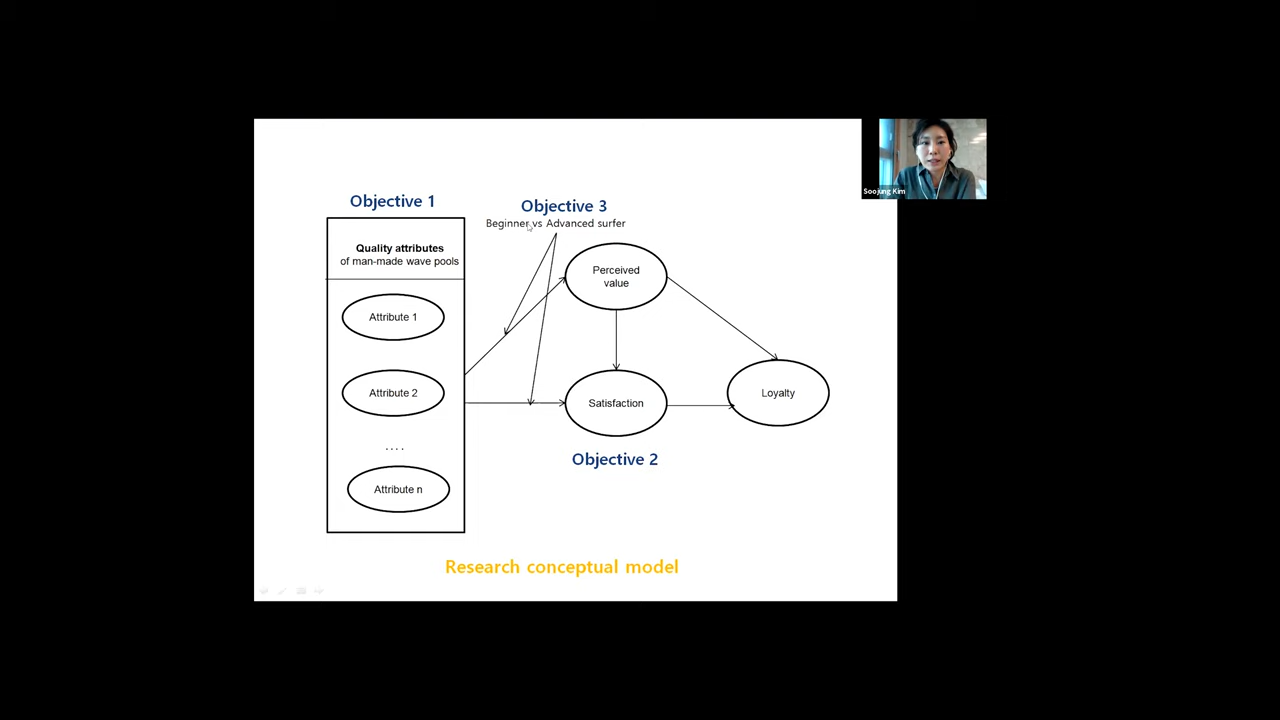 Objective 1
Quality attributes
of man-made wave pools
Attribute 1
Attribute 2
....
Attribute n
Objective 3
Beginner vs Advanced surfer
Perceived
value
Satisfaction
Objective 2
Loyalty
Research conceptual model
Soojung Kim